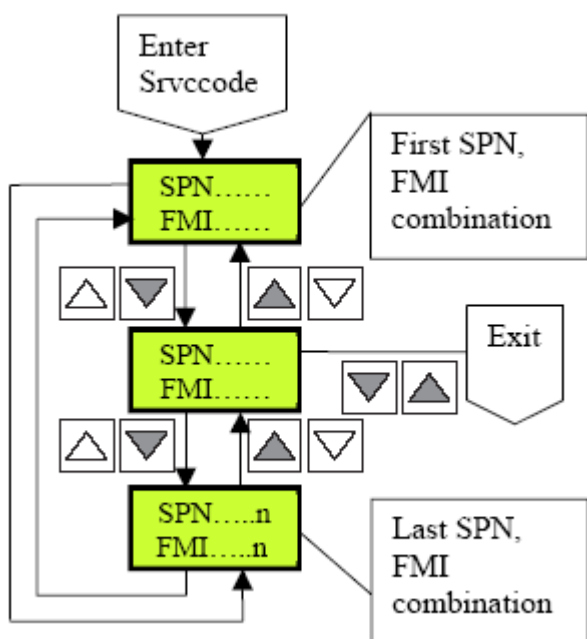 Enter
Srvccode
SPN……
FMI……
First SPN,
FMI
combination
SPN……
FMI……
Exit
SPN…..n
FMI…..n
Last SPN,
FMI
combination